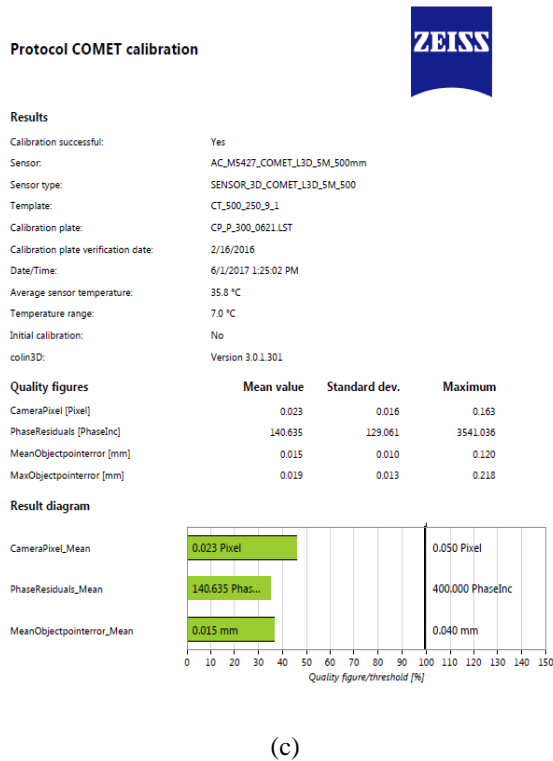 ZEISS
Protocol COMET calibration
Results
Calibration successful: Yes
Sensor: AC_M5427_COMET_L3D_5M_500mm
Sensor type: SENSOR_3D_COMET_L3D_5M_500
Template: CT_500_250_9_1
Calibration plate: CP_P_300_0621.LST
Calibration plate verification date: 2/16/2016
Date/Time: 6/1/2017 1:25:02 PM
Average sensor temperature: 35.8 °C
Temperature range: 7.0 °C
Initial calibration: No
colin3D: Version 3.0.1.301
Quality figures Mean value Standard dev. Maximum
CameraPixel [Pixel] 0.023 0.016 0.163
PhaseResiduals [PhaseInc] 140.635 129.061 3541.036
MeanObjectpointerror [mm] 0.015 0.010 0.120
MaxObjectpointerror [mm] 0.019 0.013 0.218
Result diagram
CameraPixel_Mean 0.023 Pixel 0.050 Pixel
PhaseResiduals_Mean 140.635 Phas... 400.000 PhaseInc
MeanObjectpointerror_Mean 0.015 mm 0.040 mm
0 10 20 30 40 50 60 70 80 90 100 110 120 130 140 150
Quality figure/threshold [%]
(c)